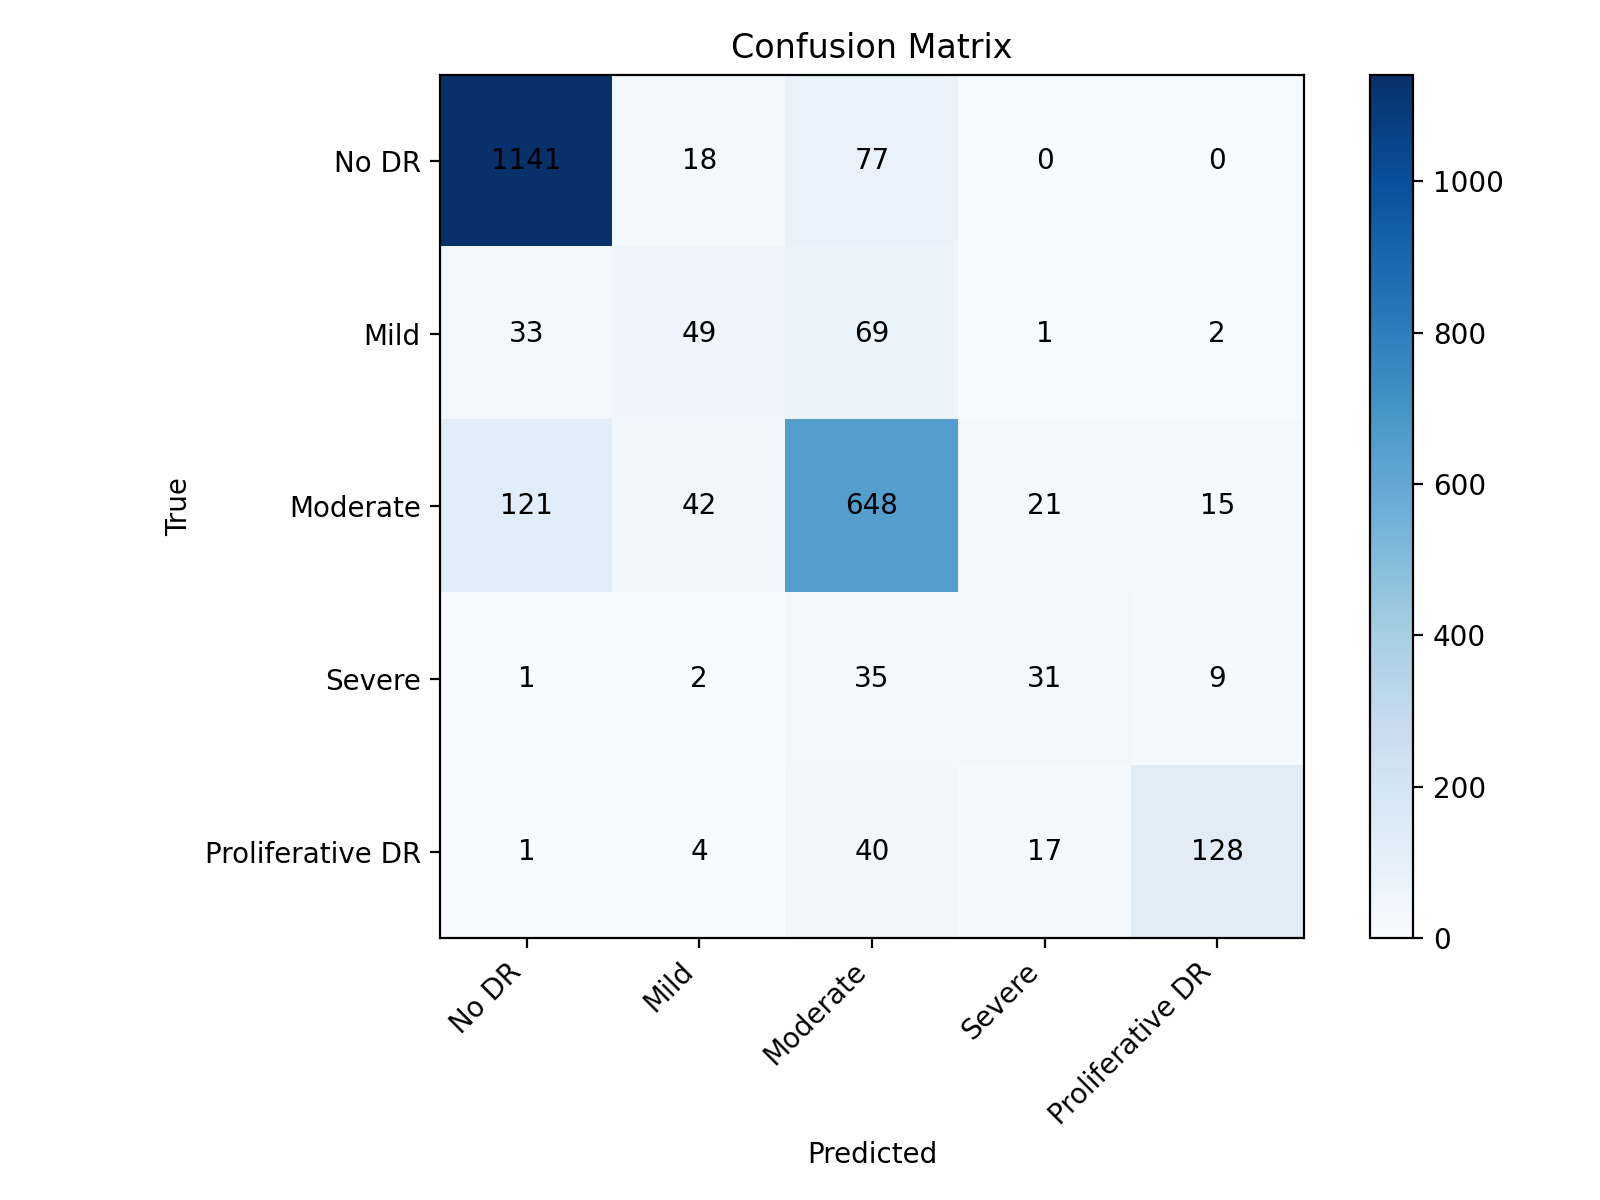 Confusion Matrix
No DR 1141 18 77 0 0
Mild 33 49 69 1 2
Moderate 121 42 648 21 15
Severe 1 2 35 31 9
Proliferative DR 1 4 40 17 128
True
No DR Mild Moderate Severe Proliferative DR
Predicted
1000
800
600
400
200
0